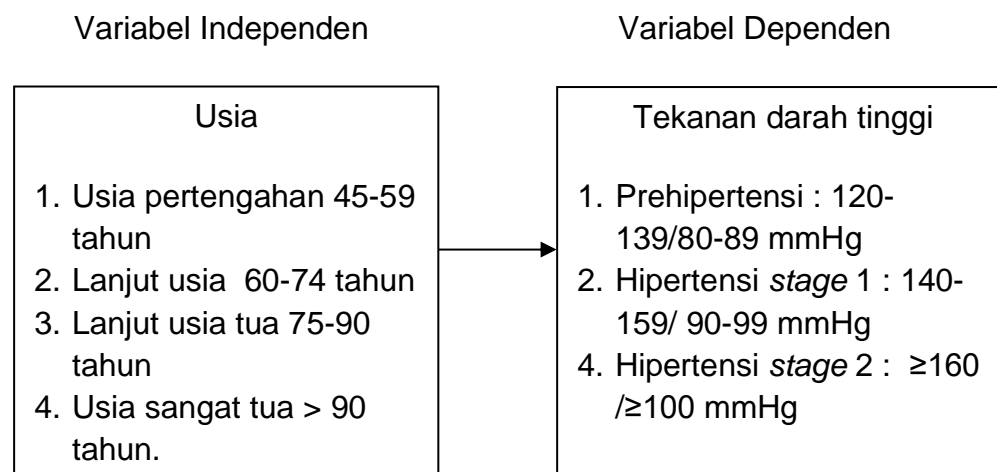 Variabel Independen
Variabel Dependen
Usia
1. Usia pertengahan 45-59
tahun
2. Lanjut usia 60-74 tahun
3. Lanjut usia tua 75-90
tahun
4. Usia sangat tua > 90
tahun.
Tekanan darah tinggi
1. Prehipertensi : 120-
139/80-89 mmHg
2. Hipertensi stage 1 : 140-
159/ 90-99 mmHg
4. Hipertensi stage 2 : ≥160
/≥100 mmHg